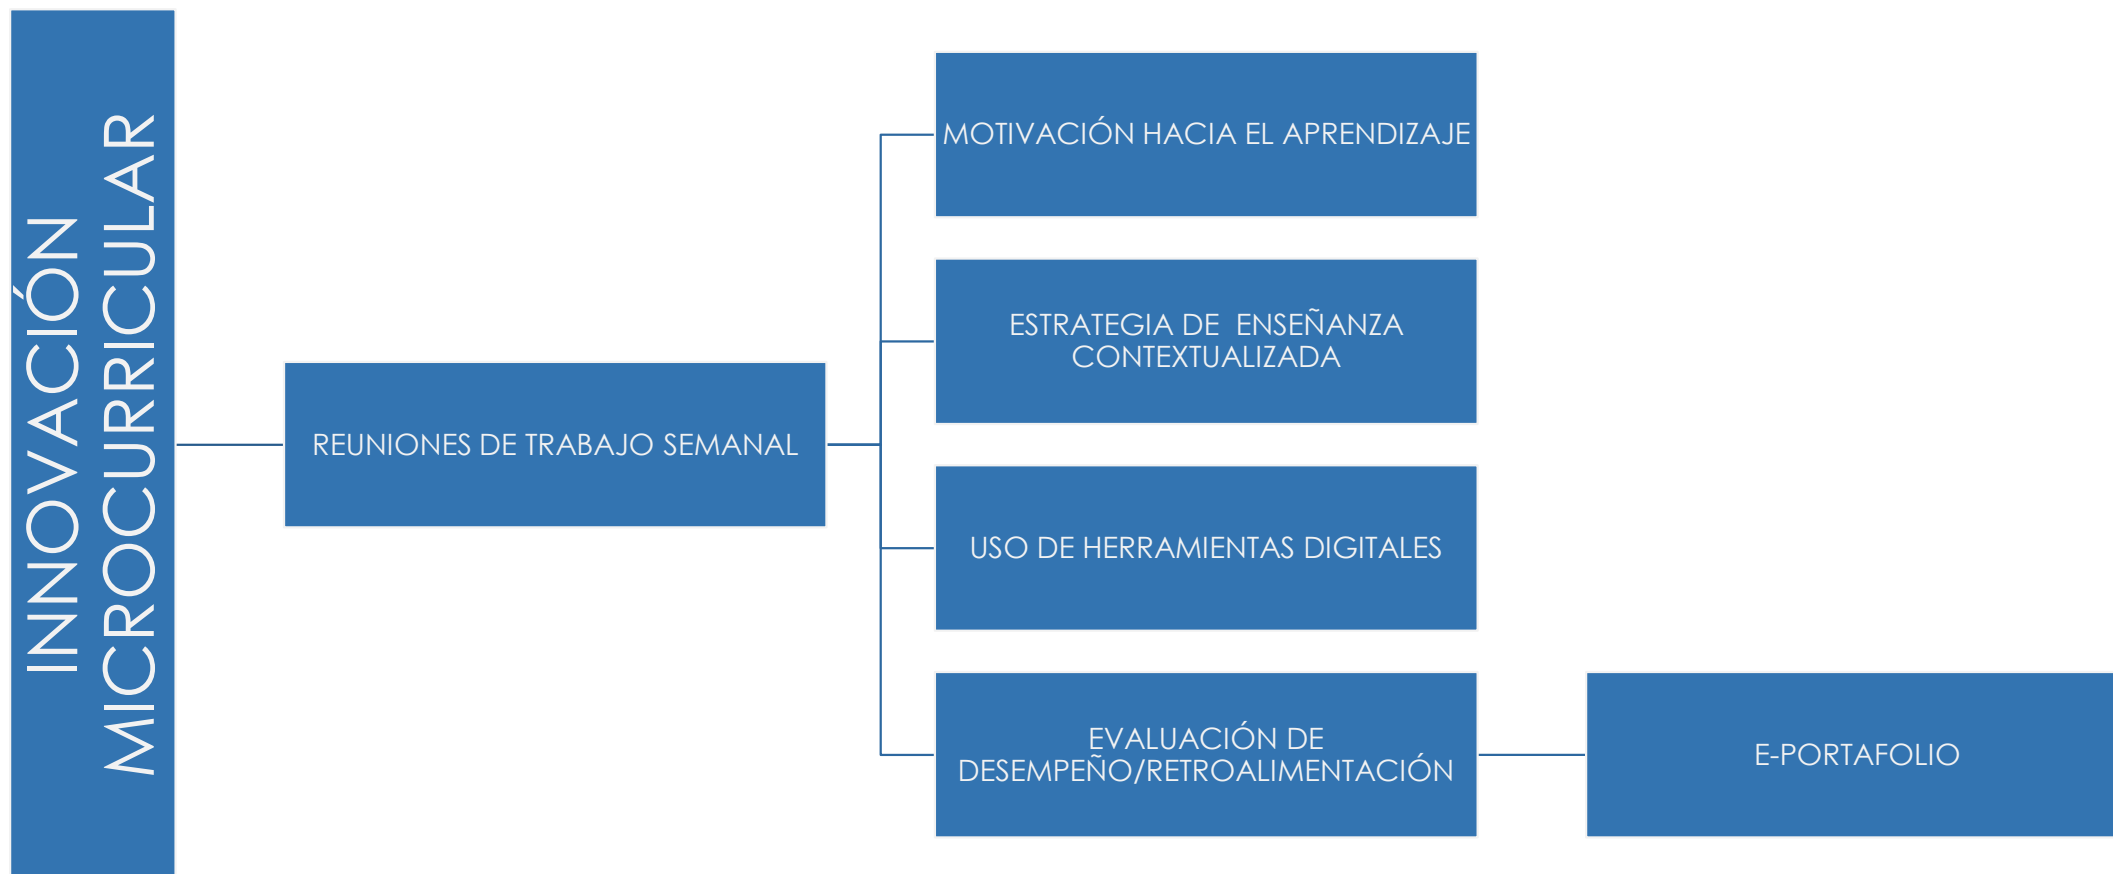 INNOVACIÓN
MICROCURRICULAR
REUNIONES DE TRABAJO SEMANAL
MOTIVACIÓN HACIA EL APRENDIZAJE
ESTRATEGIA DE  ENSEÑANZA
CONTEXTUALIZADA
USO DE HERRAMIENTAS DIGITALES
EVALUACIÓN DE
DESEMPEÑO/RETROALIMENTACIÓN
E-PORTAFOLIO